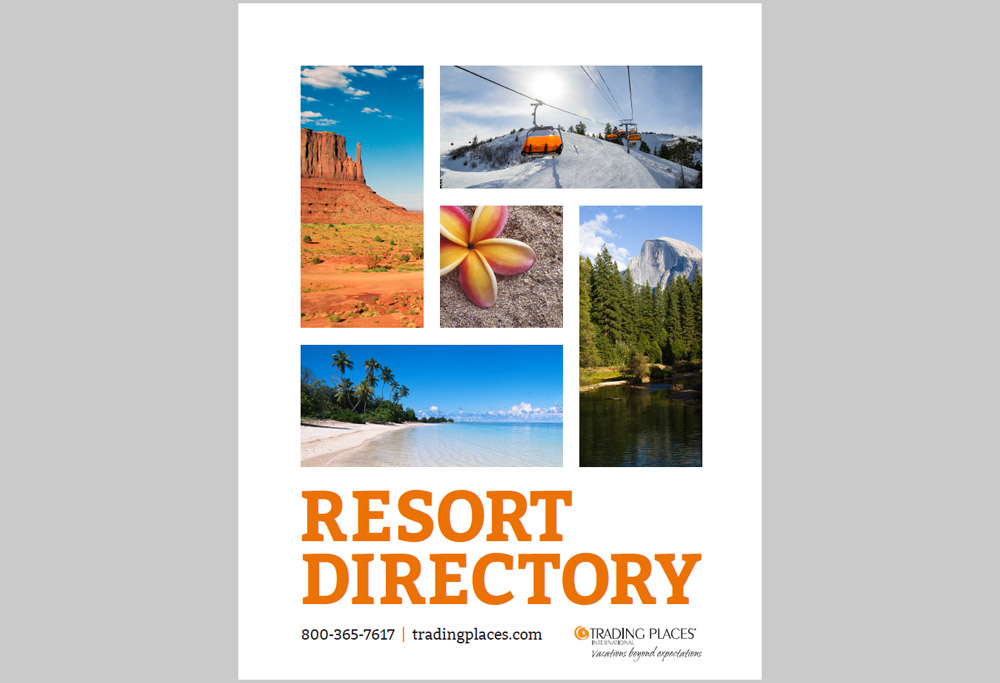 RESORT
DIRECTORY
800-365-7617 | tradingplaces.com
TRADING PLACES®
INTERNATIONAL
Vacations beyond expectations